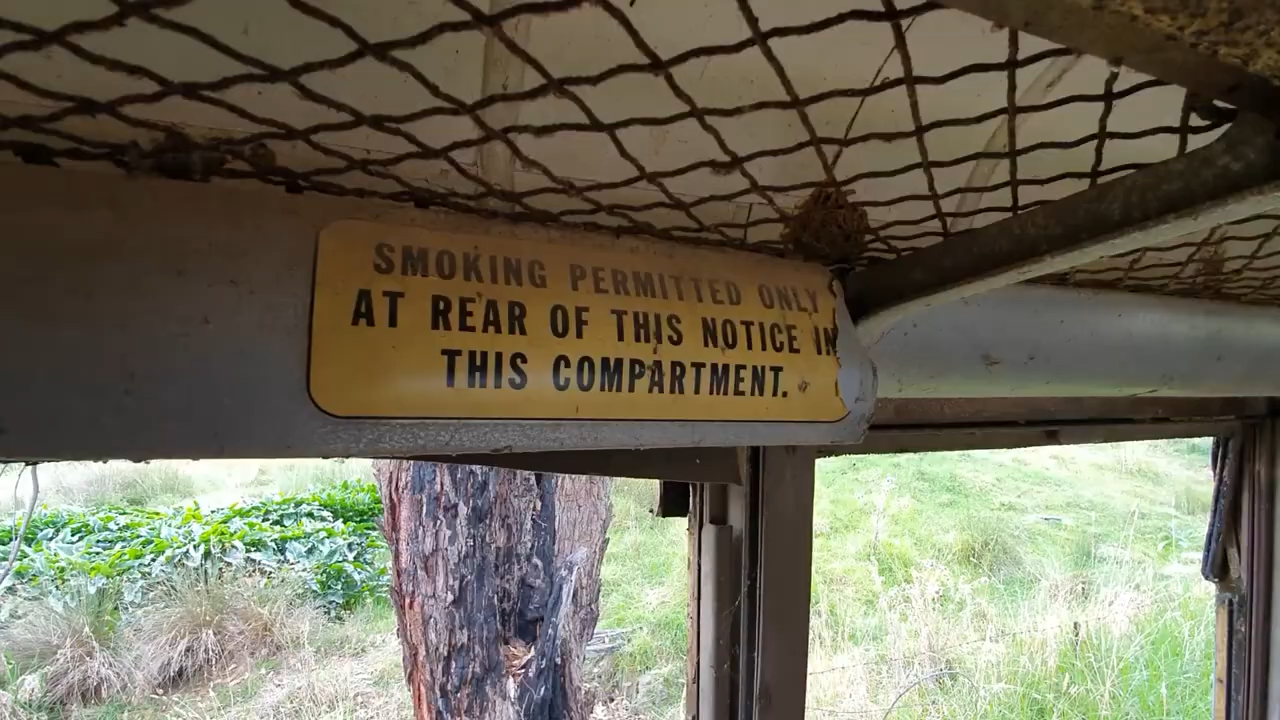 SMOKING PERMITTED ONLY
AT REAR OF THIS NOTICE IN
THIS COMPARTMENT.